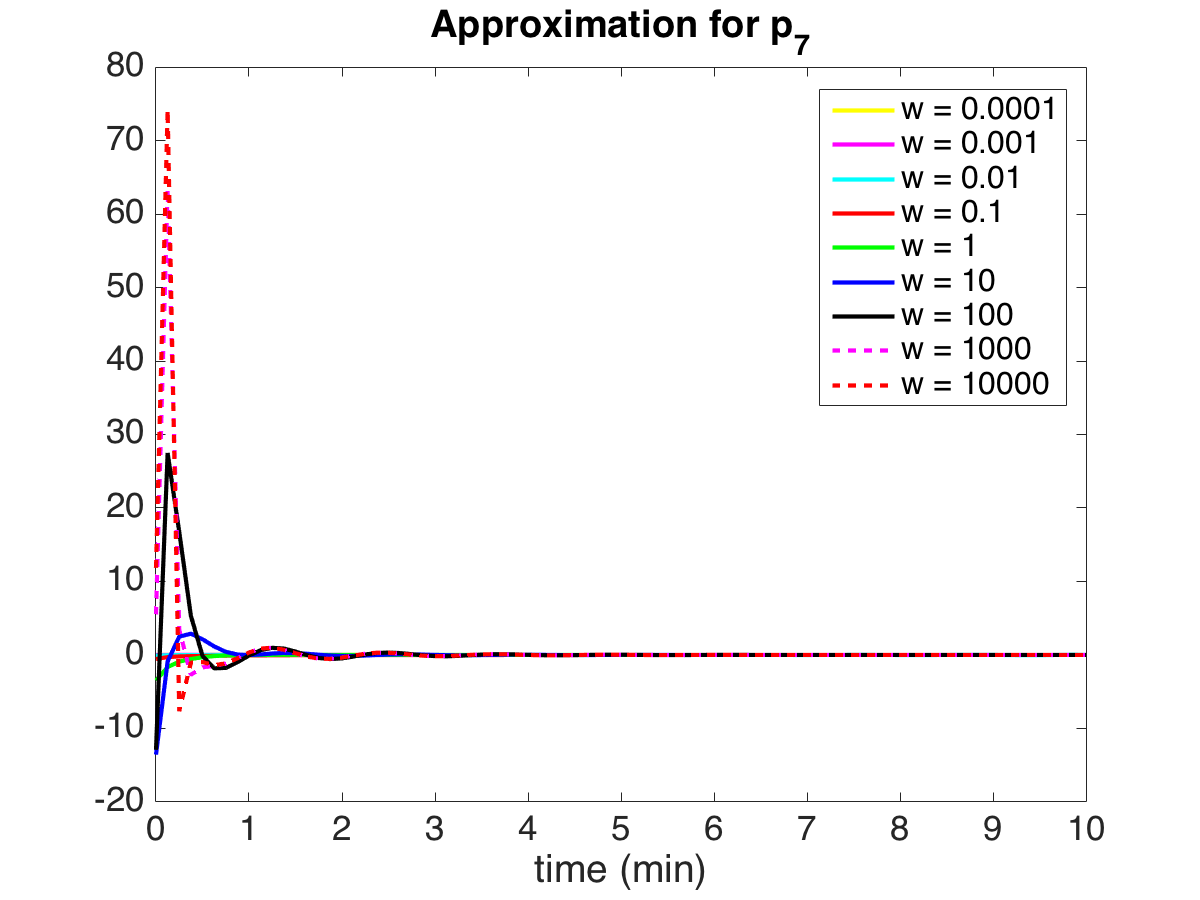 Approximation for p₇
80
70
60
50
40
30
20
10
0
-10
-20
w = 0.0001
w = 0.001
w = 0.01
w = 0.1
w = 1
w = 10
w = 100
w = 1000
w = 10000
0 1 2 3 4 5 6 7 8 9 10
time (min)